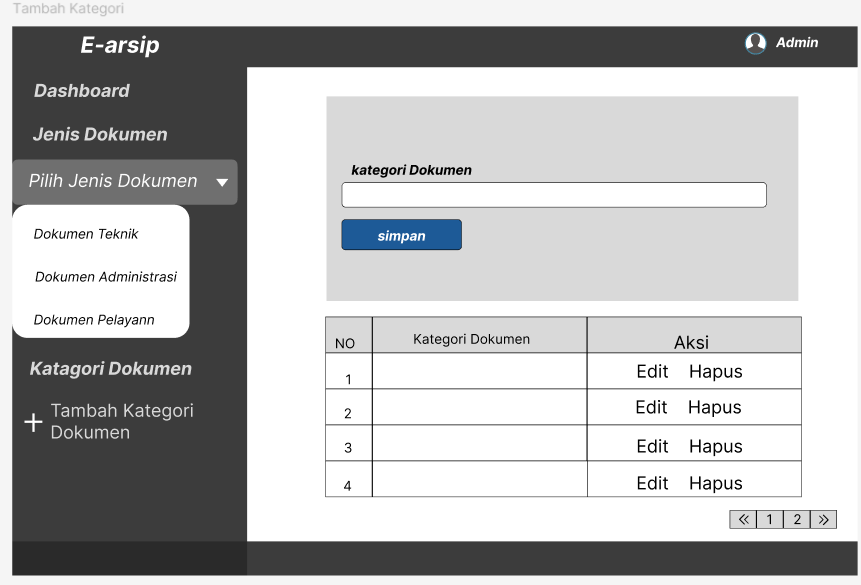 Tambah Kategori
E-arsip
Admin
Dashboard
Jenis Dokumen
Pilih Jenis Dokumen
Dokumen Teknik
Dokumen Administrasi
Dokumen Pelayann
Katagori Dokumen
+ Tambah Kategori
Dokumen
kategori Dokumen
simpan
NO Kategori Dokumen Aksi
1 Edit Hapus
2 Edit Hapus
3 Edit Hapus
4 Edit Hapus
« 1 2 »